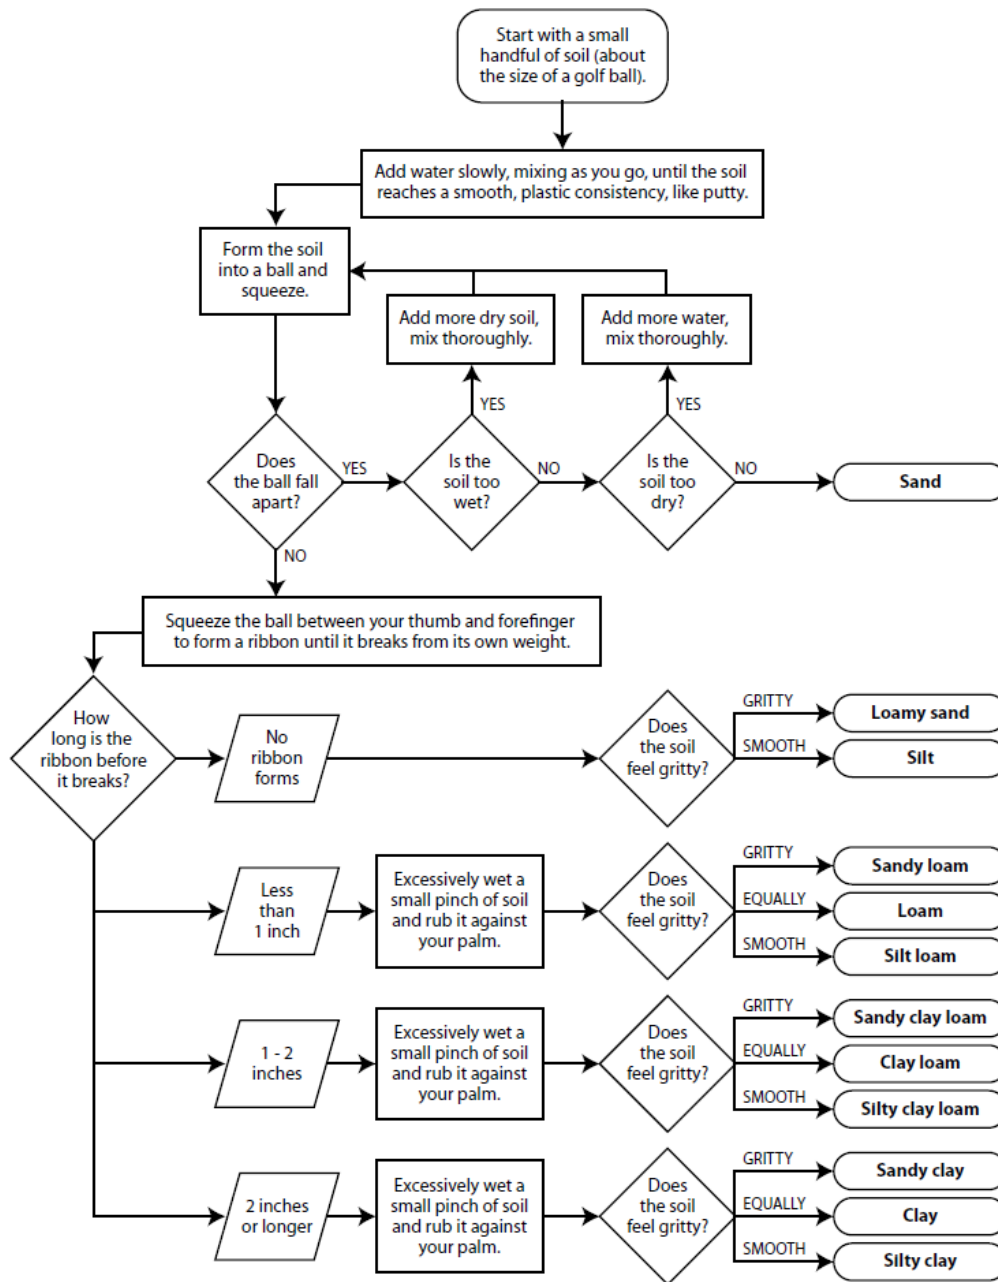 Start with a small
handful of soil (about
the size of a golf ball).
Add water slowly, mixing as you go, until the soil
reaches a smooth, plastic consistency, like putty.
Form the soil
into a ball and
squeeze.
Add more dry soil,
mix thoroughly.
Add more water,
mix thoroughly.
YES
YES
Does
the ball fall
apart?
YES
Is the
soil too
wet?
NO
Is the
soil too
dry?
NO
Sand
NO
Squeeze the ball between your thumb and forefinger
to form a ribbon until it breaks from its own weight.
How
long is the
ribbon before
it breaks?
No
ribbon
forms
Does
the soil
feel gritty?
GRITTY
Loamy sand
SMOOTH
Silt
Less
than
1 inch
Excessively wet a
small pinch of soil
and rub it against
your palm.
Does
the soil
feel gritty?
GRITTY
Sandy loam
EQUALLY
Loam
SMOOTH
Silt loam
1 - 2
inches
Excessively wet a
small pinch of soil
and rub it against
your palm.
Does
the soil
feel gritty?
GRITTY
Sandy clay loam
EQUALLY
Clay loam
SMOOTH
Silty clay loam
2 inches
or longer
Excessively wet a
small pinch of soil
and rub it against
your palm.
Does
the soil
feel gritty?
GRITTY
Sandy clay
EQUALLY
Clay
SMOOTH
Silty clay